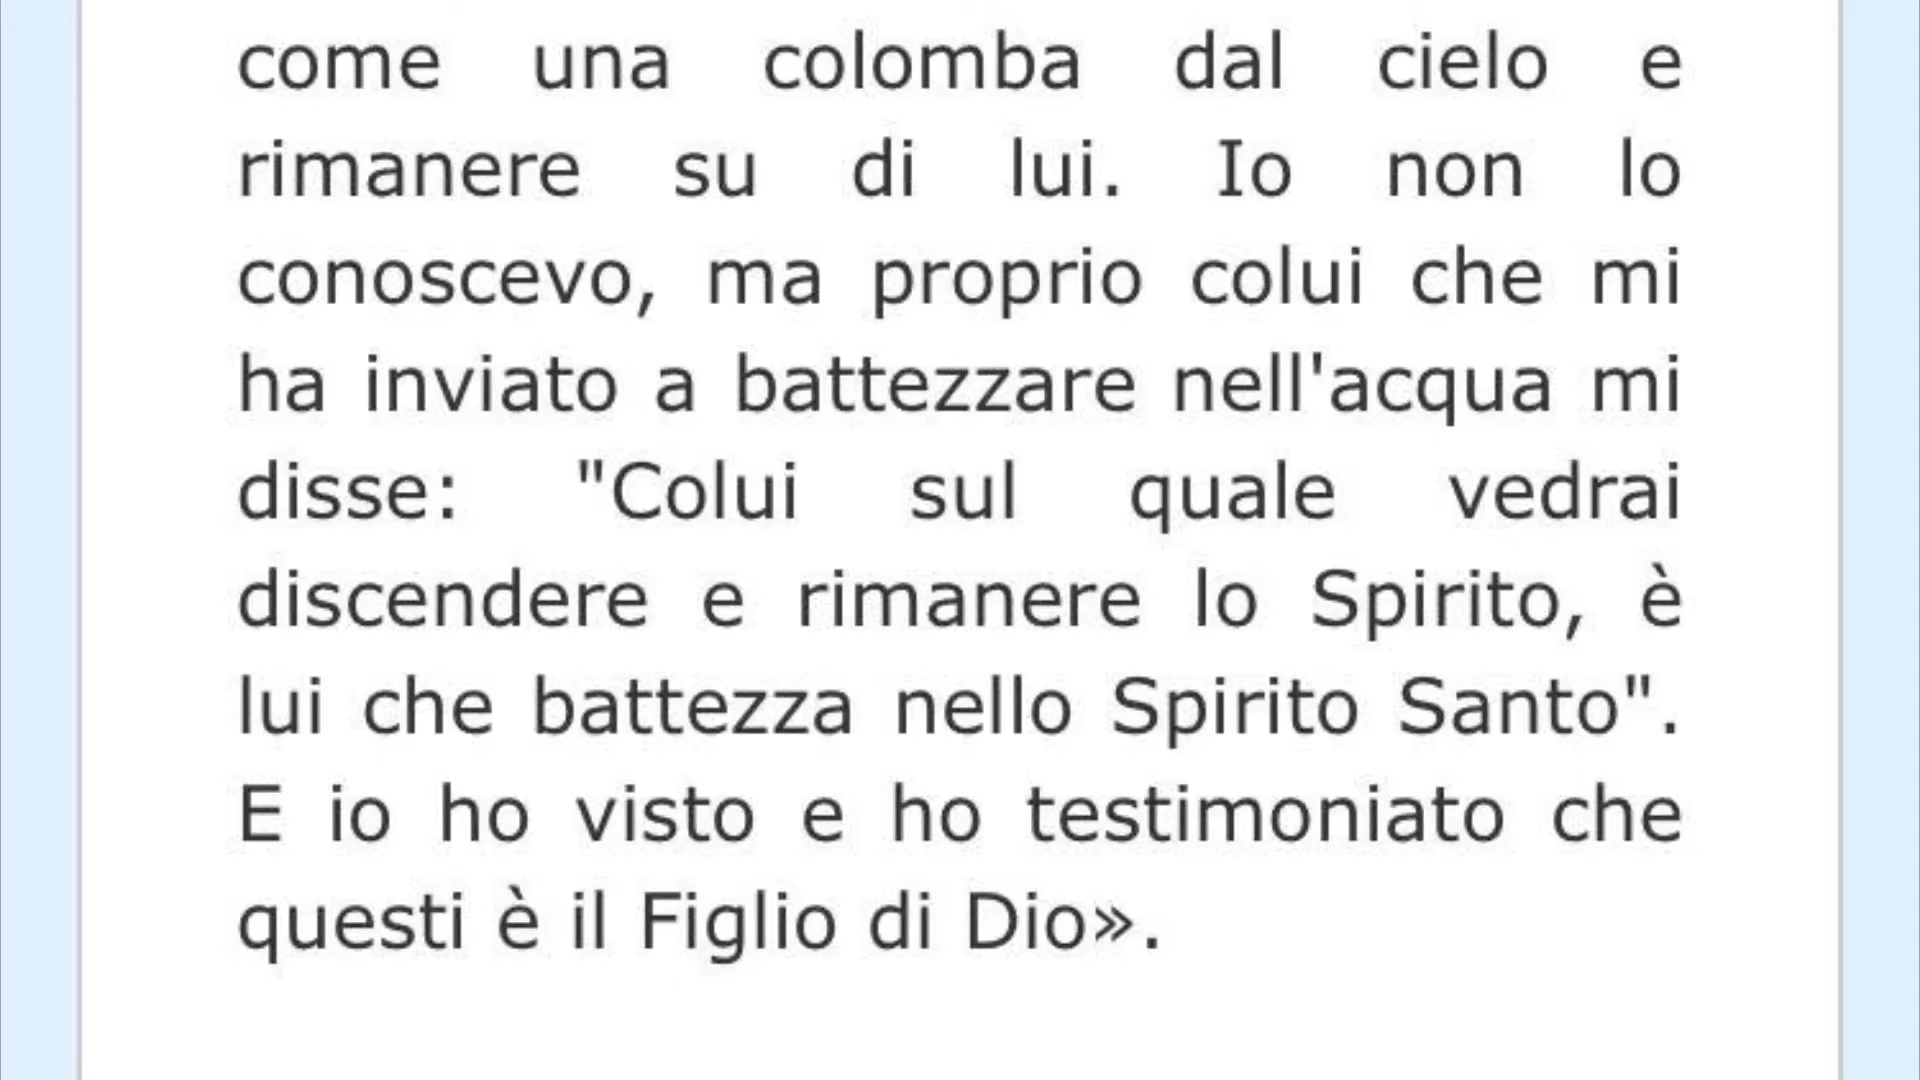 come una colomba dal cielo e
rimanere su di lui. Io non lo
conoscevo, ma proprio colui che mi
ha inviato a battezzare nell'acqua mi
disse: "Colui sul quale vedrai
discendere e rimanere lo Spirito, è
lui che battezza nello Spirito Santo".
E io ho visto e ho testimoniato che
questi è il Figlio di Dio».